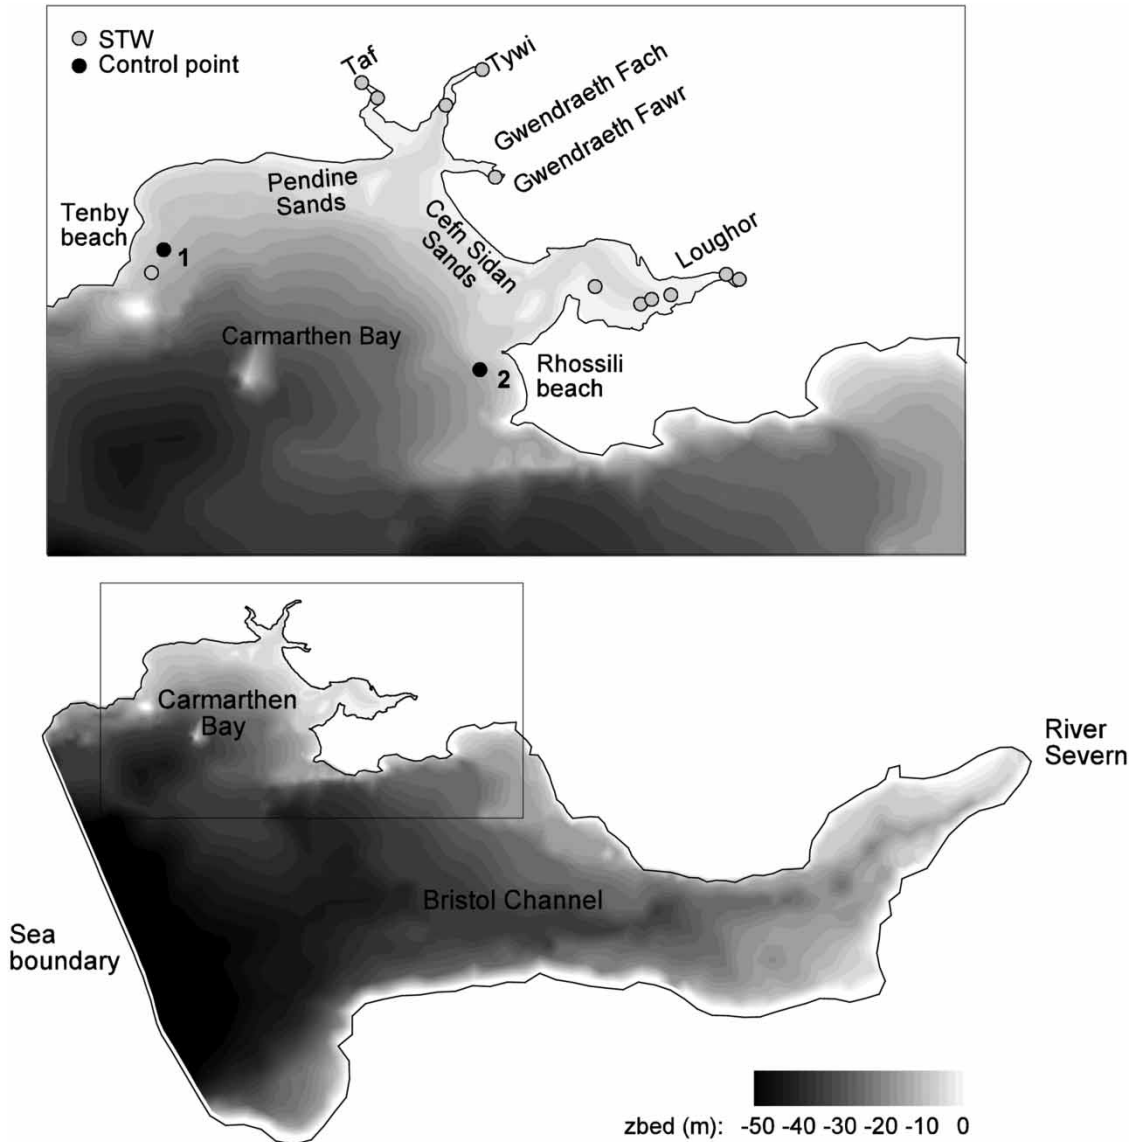 STW
Control point
Taf
Tywi
Gwendraeth Fach
Gwendraeth Fawr
Pendine
Sands
Tenby
beach
1
Cefn Sidan
Sands
Loughor
Carmarthen Bay
2
Rhossili
beach
Carmarthen
Bay
River
Severn
Bristol Channel
Sea
boundary
zbed (m): -50 -40 -30 -20 -10 0